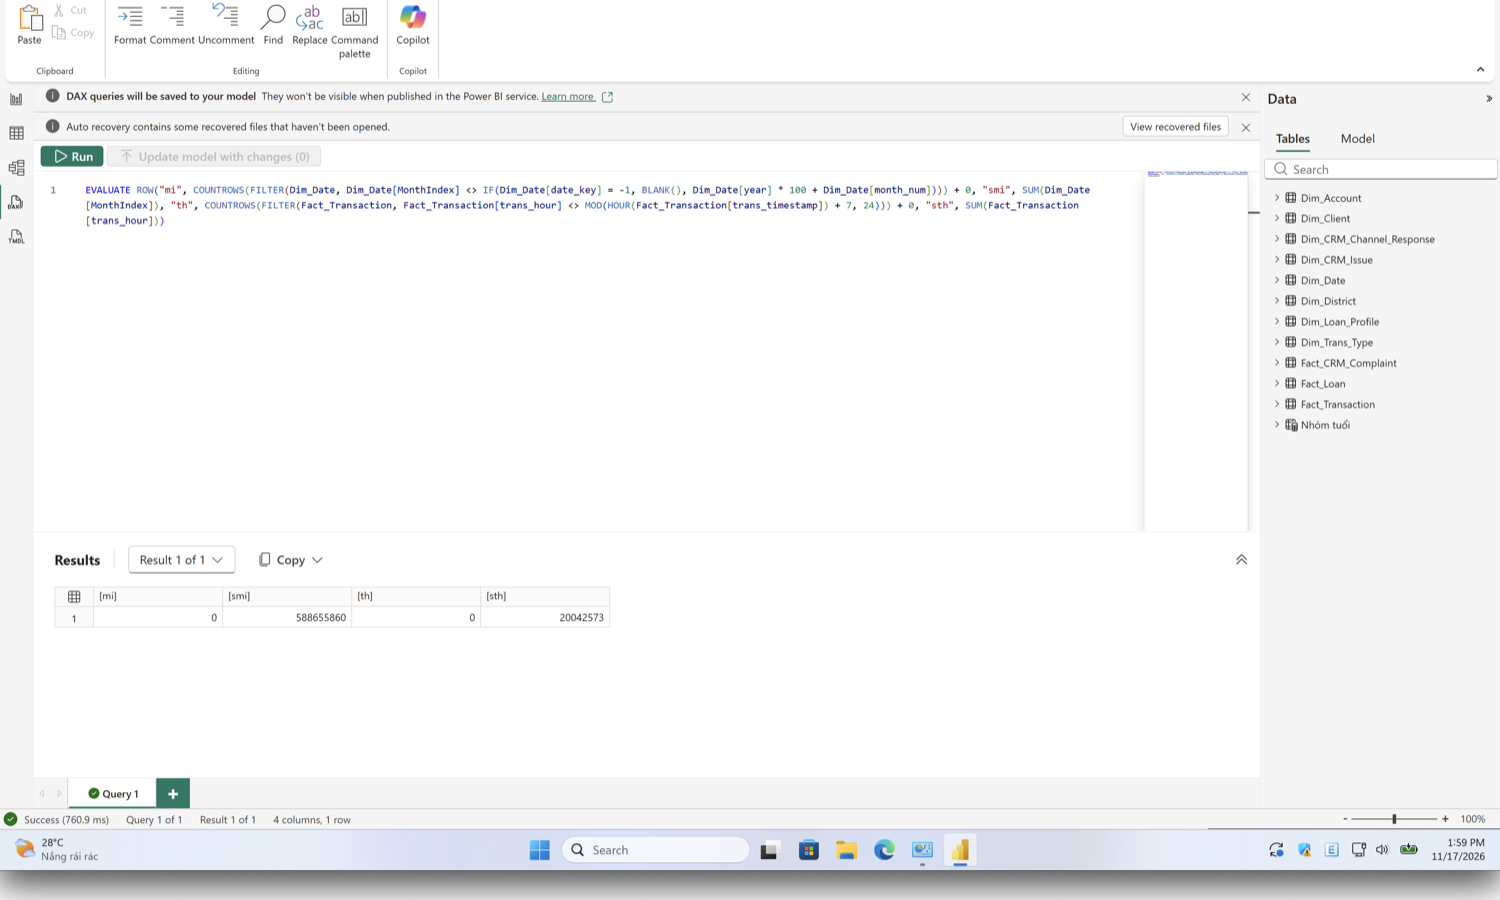 Paste
Cut
Copy
Clipboard
Format Comment Uncomment Find Replace Command palette
ab
ac
ab
Editing
Copilot
Copilot
DAX queries will be saved to your model They won't be visible when published in the Power BI service. Learn more
Auto recovery contains some recovered files that haven't been opened. View recovered files
Run Update model with changes (0)
1 EVALUATE ROW("mi", COUNTROWS(FILTER(Dim_Date, Dim_Date[MonthIndex] <> IF(Dim_Date[date_key] = -1, BLANK(), Dim_Date[year] * 100 + Dim_Date[month_num]))) + 0, "smi", SUM(Dim_Date
[MonthIndex]), "th", COUNTROWS(FILTER(Fact_Transaction, Fact_Transaction[trans_hour] <> MOD(HOUR(Fact_Transaction[trans_timestamp]) + 7, 24))) + 0, "sth", SUM(Fact_Transaction
[trans_hour]))
DAX
TMDL
Data
Tables Model
Search
Dim_Account
Dim_Client
Dim_CRM_Channel_Response
Dim_CRM_Issue
Dim_Date
Dim_District
Dim_Loan_Profile
Dim_Trans_Type
Fact_CRM_Complaint
Fact_Loan
Fact_Transaction
Nhóm tuổi
Results Result 1 of 1 Copy
[mi] [smi] [th] [sth]
1 0 588655860 0 20042573
Query 1 +
Success (760.9 ms) Query 1 of 1 Result 1 of 1 4 columns, 1 row - + 100%
28°C
Nắng rải rác
Search
E
1:59 PM
11/17/2026